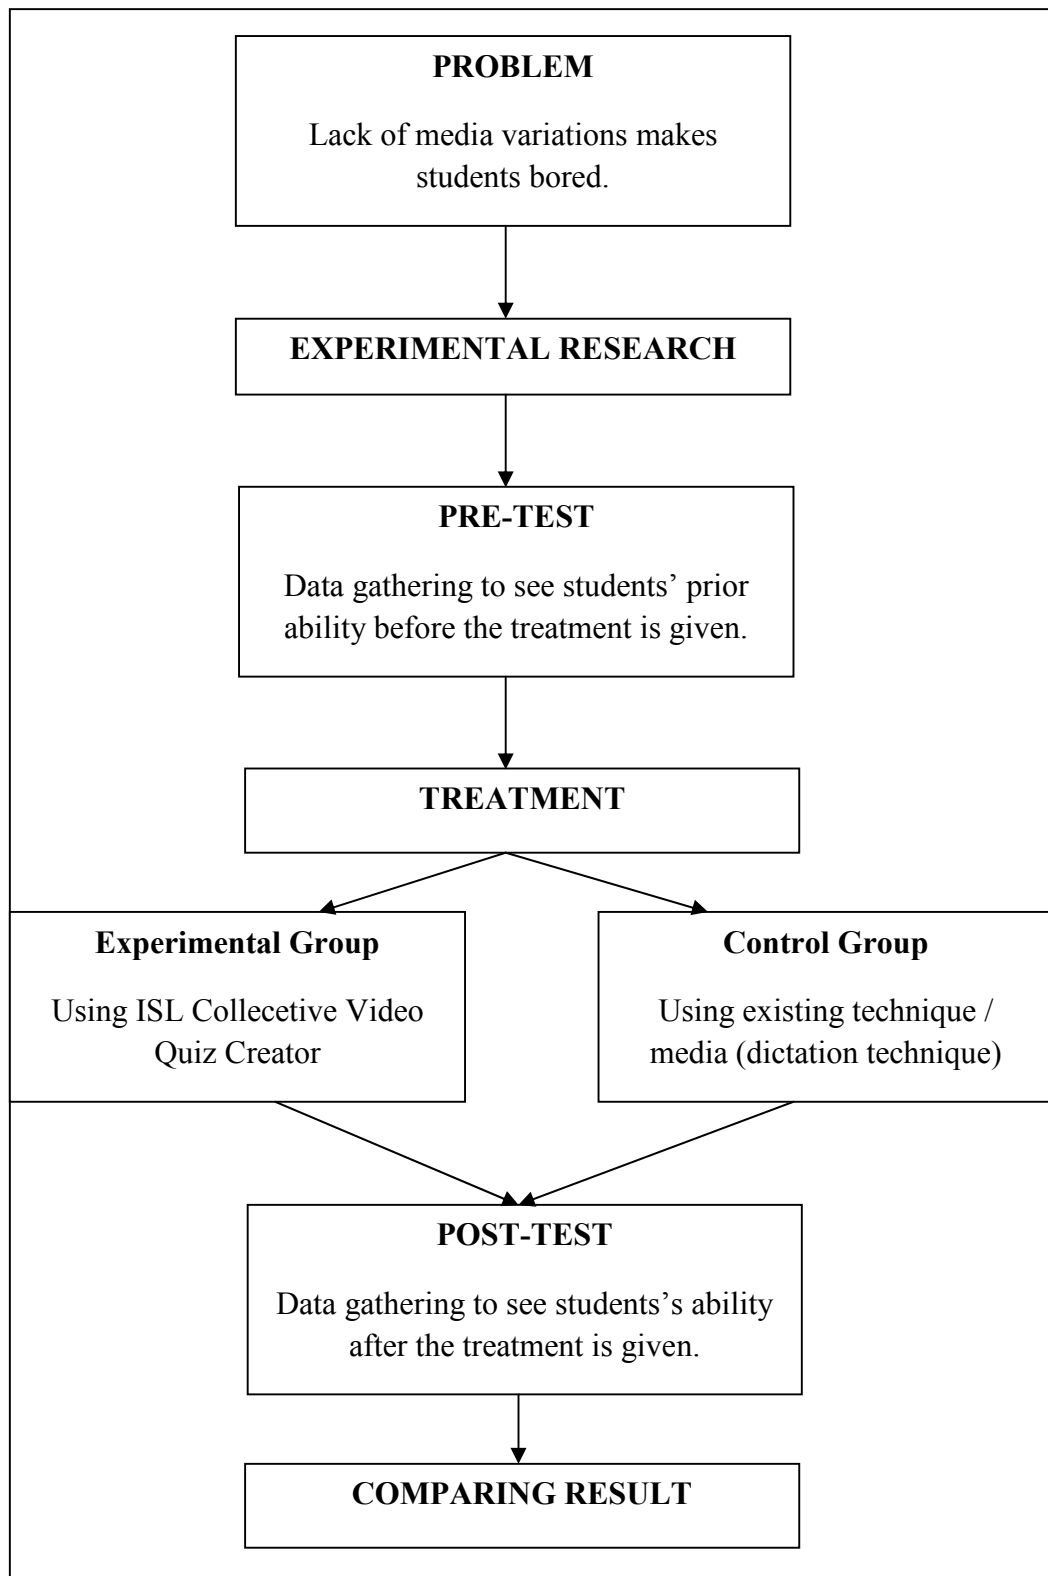 PROBLEM
Lack of media variations makes
students bored.
EXPERIMENTAL RESEARCH
PRE-TEST
Data gathering to see students’ prior
ability before the treatment is given.
TREATMENT
Experimental Group
Using ISL Collecetive Video
Quiz Creator
Control Group
Using existing technique /
media (dictation technique)
POST-TEST
Data gathering to see students’s ability
after the treatment is given.
COMPARING RESULT